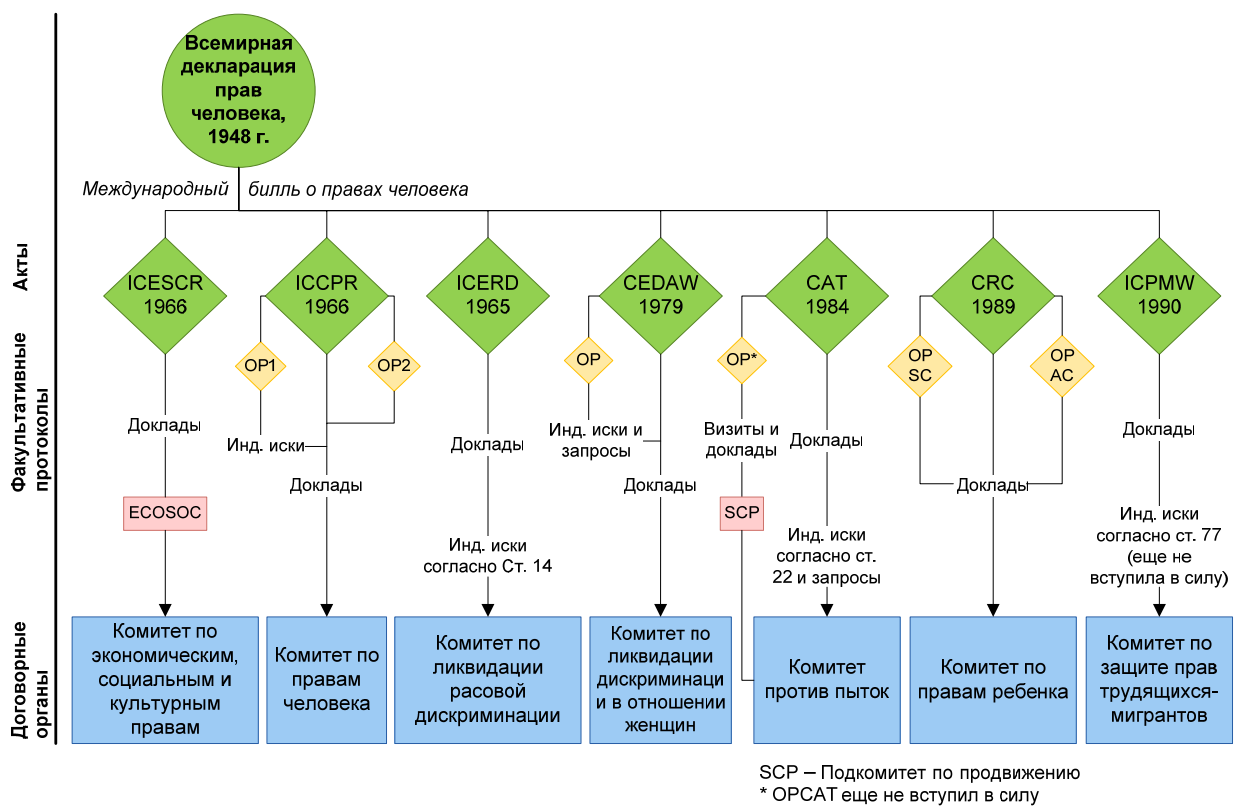 Всемирная
декларация
прав
человека,
1948 г.
Международный билль о правах человека
Акты
ICESCR
1966
ICCPR
1966
ICERD
1965
CEDAW
1979
CAT
1984
CRC
1989
ICPMW
1990
Факультативные
протоколы
OP1
OP2
OP
OP*
OP
SC
OP
AC
Доклады
Инд. иски
Доклады
Доклады
Инд. иски и
запросы
Доклады
Визиты и
доклады
Доклады
Доклады
Доклады
ECOSOC
SCP
Инд. иски
согласно Ст. 14
Инд. иски
согласно ст.
22 и запросы
Инд. иски
согласно ст. 77
(еще не
вступила в силу)
Договорные
органы
Комитет по
экономическим,
социальным и
культурным
правам
Комитет по
правам
человека
Комитет по
ликвидации
расовой
дискриминации
Комитет по
ликвидации
дискриминаци
и в отношении
женщин
Комитет
против пыток
Комитет по
правам ребенка
Комитет по
защите прав
трудящихся-
мигрантов
SCP – Подкомитет по продвижению
* OPCAT еще не вступил в силу